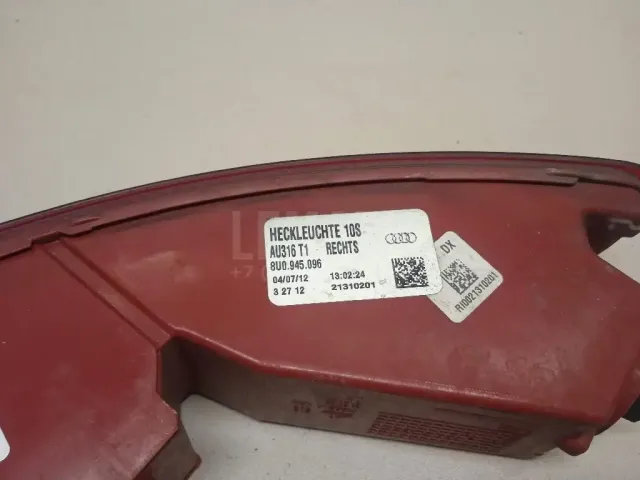 HECKLEUCHTE 10S
AU316 T1 RECHTS
8U0.945.096
04/07/12 13:02:24
3 27 12 21310201
DX
RI0021310201